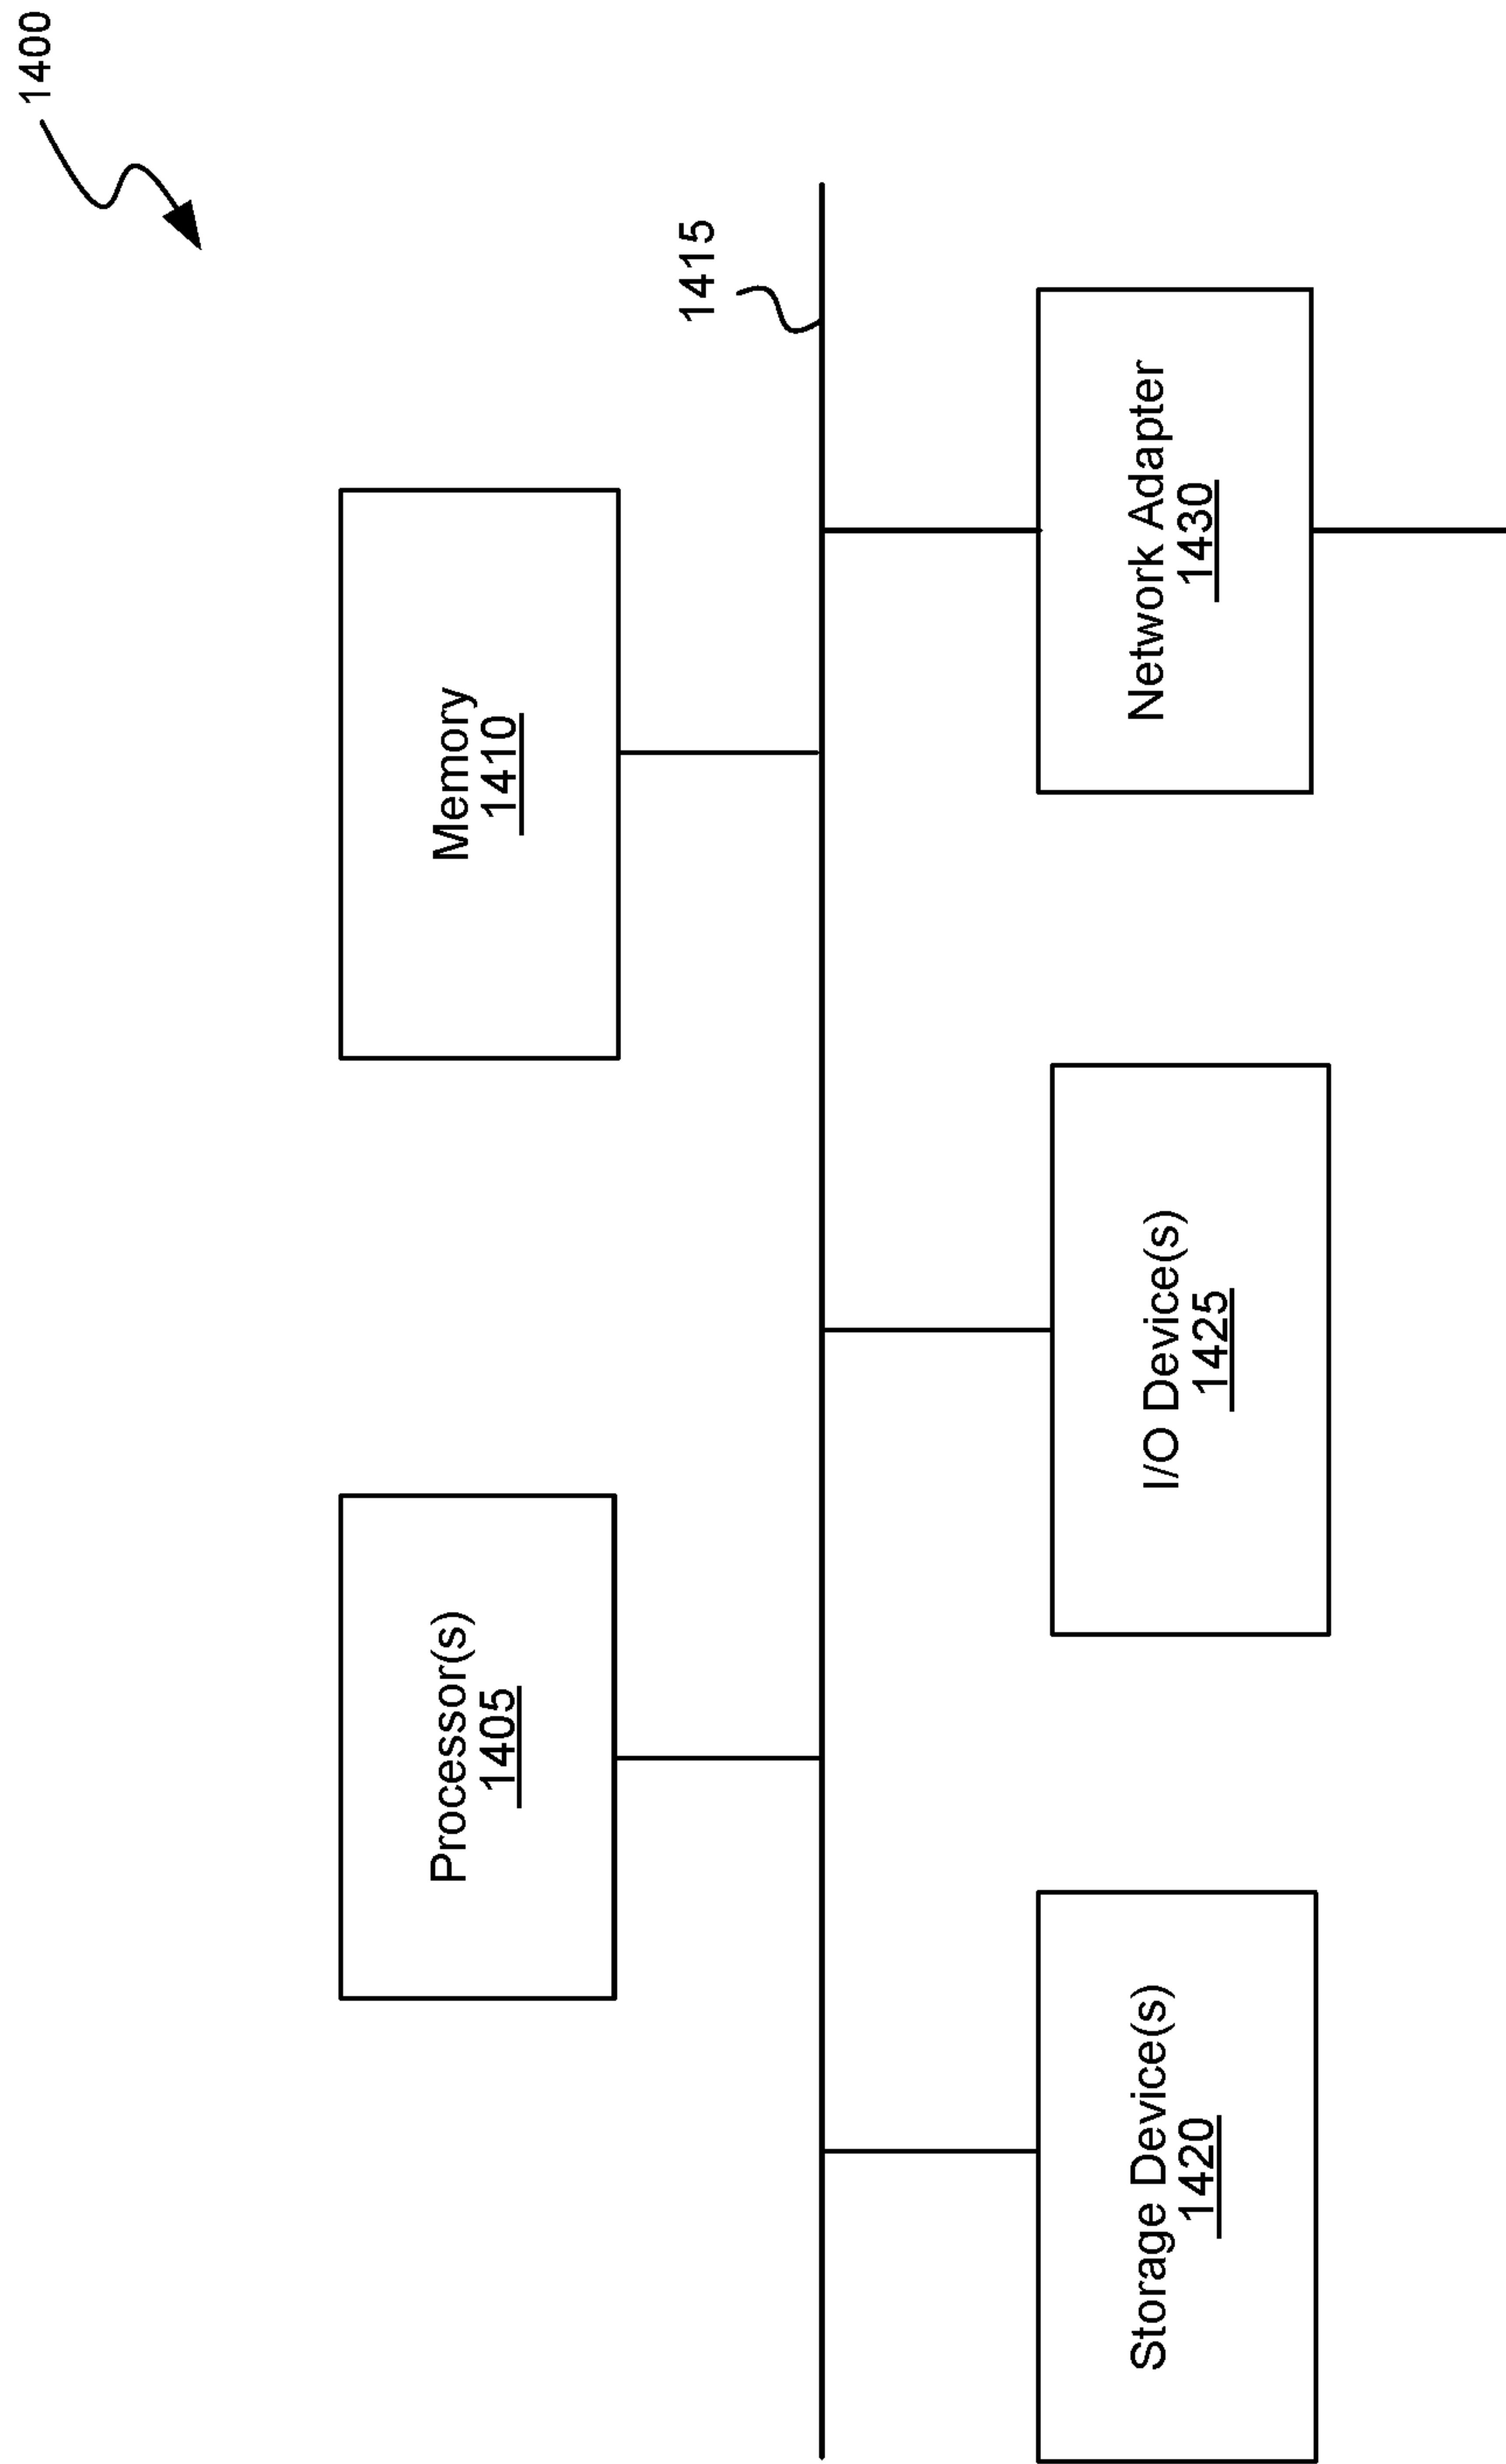 1400
Processor(s)
1405
Memory
1410
1415
Storage Device(s)
1420
I/O Device(s)
1425
Network Adapter
1430